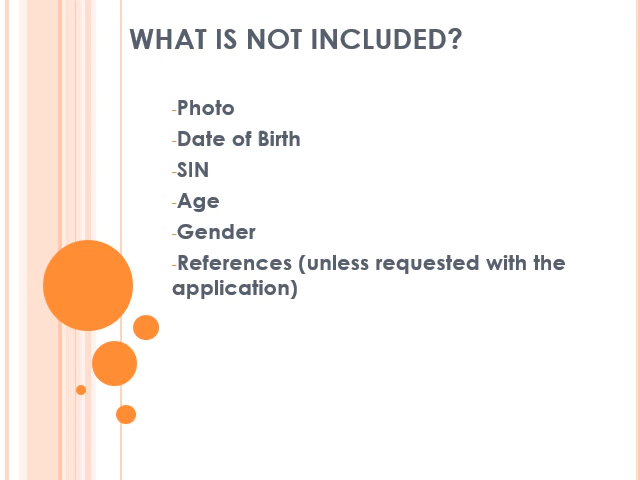 WHAT IS NOT INCLUDED?
-Photo
-Date of Birth
-SIN
-Age
-Gender
-References (unless requested with the
application)